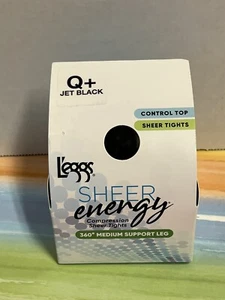 Q+
JET BLACK
CONTROL TOP
SHEER TIGHTS
L'eggs
SHEER
energy
Compression
Sheer Tights
360° MEDIUM SUPPORT LEG